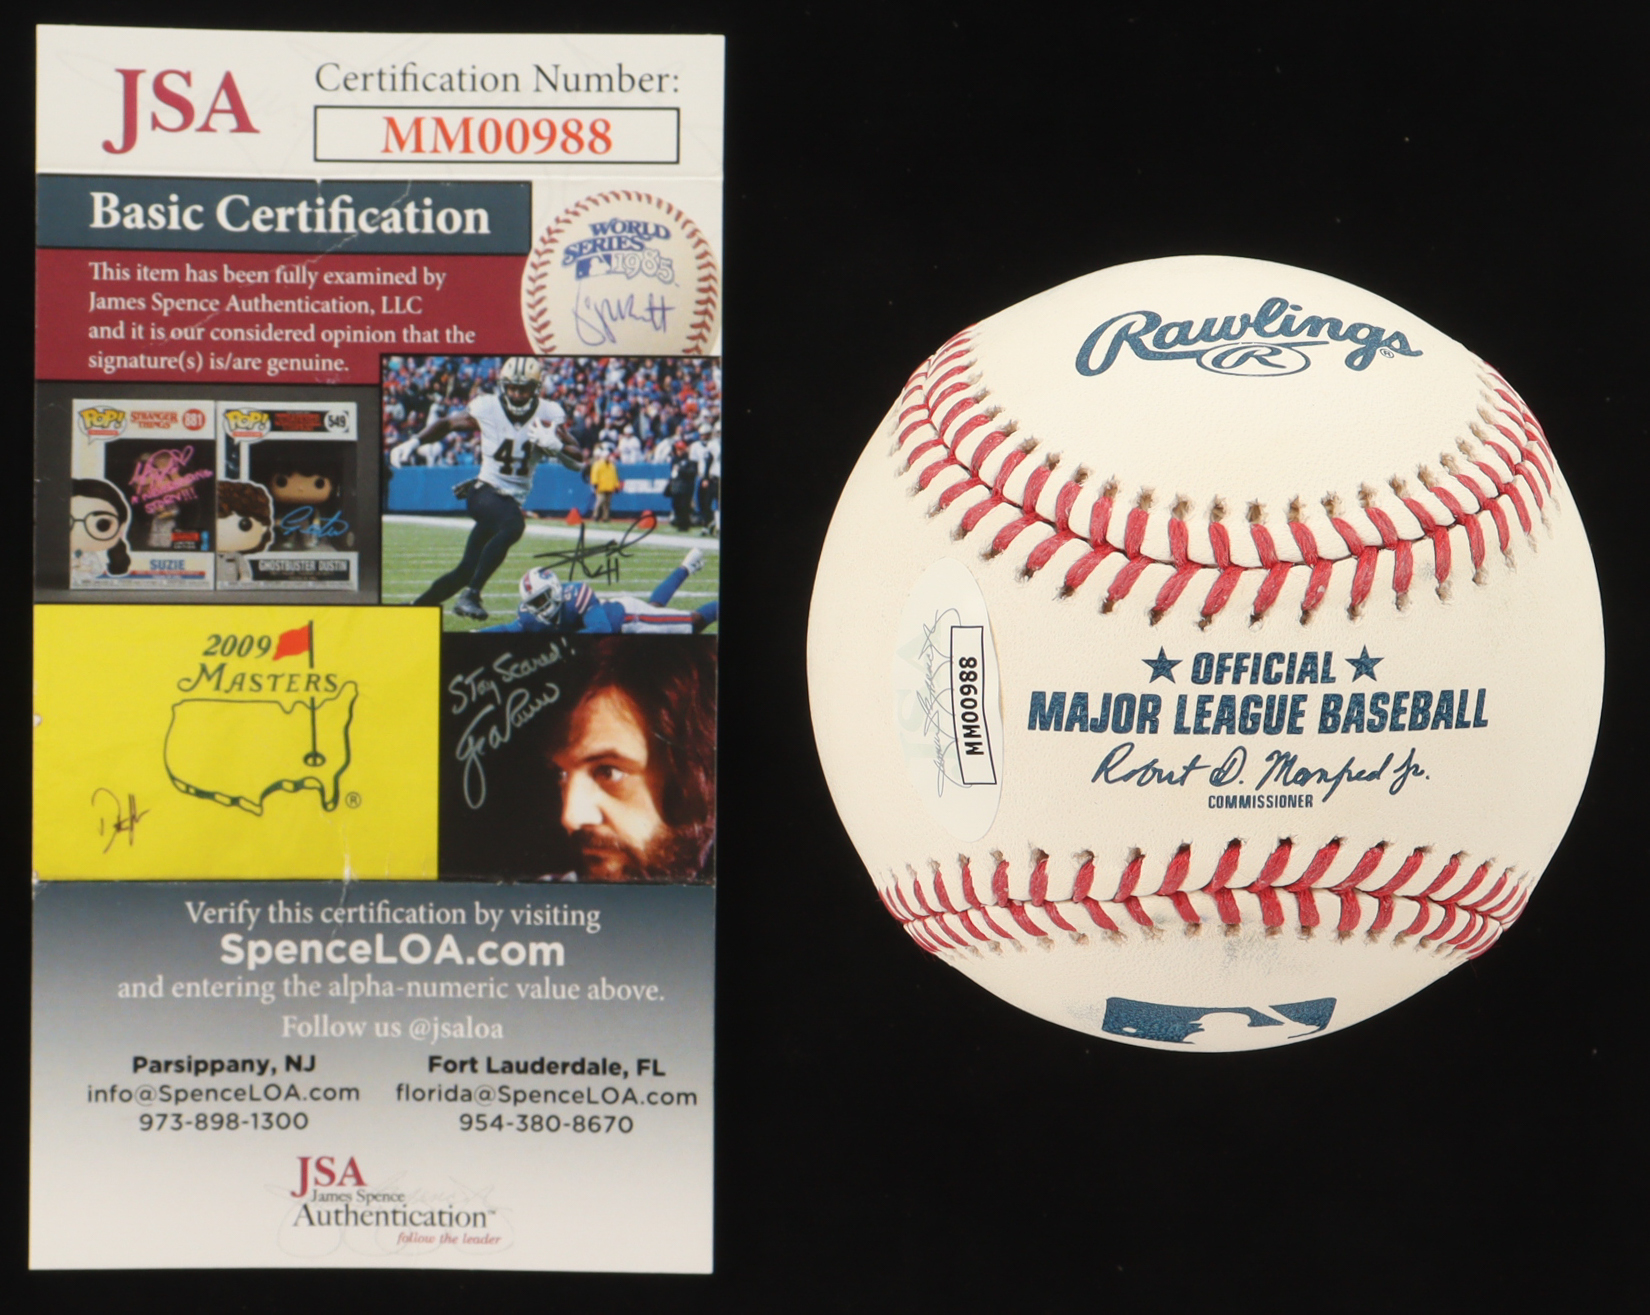 JSA
Certification Number:
MM00988
Basic Certification
This item has been fully examined by
James Spence Authentication, LLC
and it is our considered opinion that the
signature(s) is/are genuine.
WORLD
SERIES
1985
POP!
STRANGER
THINGS
881
POP!
549
SUZIE
GHOSTBUSTER DUSTIN
41
2009
MASTERS
®
Stay Scared!
Verify this certification by visiting
SpenceLOA.com
and entering the alpha-numeric value above.
Follow us @jsaloa
Parsippany, NJ
info@SpenceLOA.com
973-898-1300
Fort Lauderdale, FL
florida@SpenceLOA.com
954-380-8670
JSA
James Spence
Authentication™
follow the leader
Rawlings®
R
★ OFFICIAL ★
MAJOR LEAGUE BASEBALL
Robert D. Manfred Jr.
COMMISSIONER
MM00988